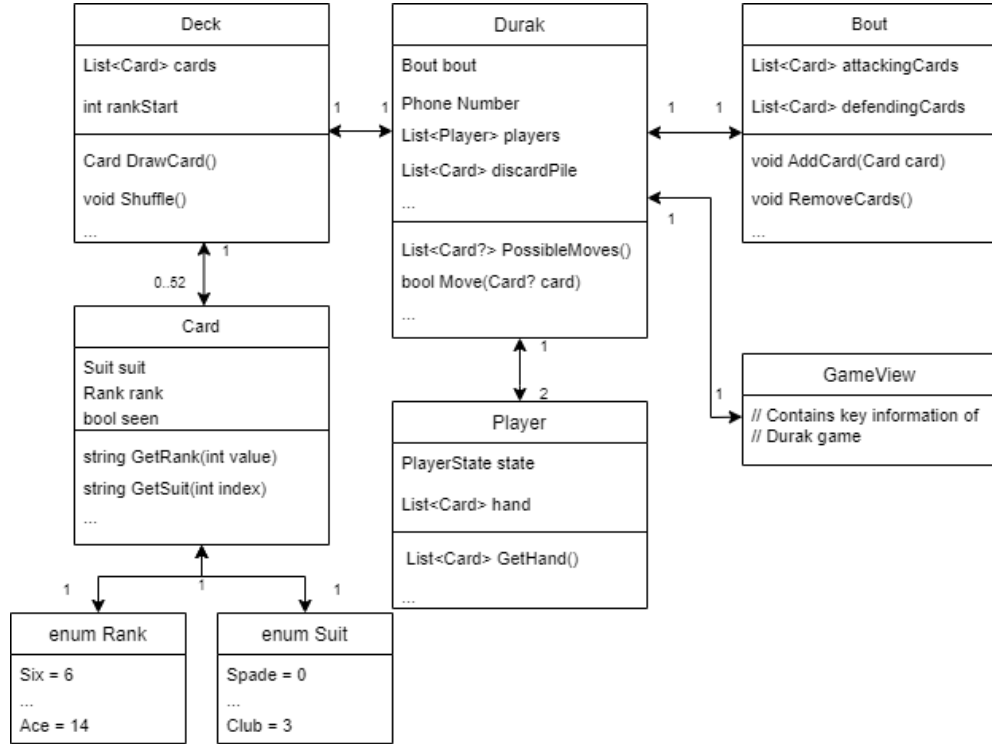 Deck
List<Card> cards
int rankStart
Card DrawCard()
void Shuffle()
...
1
1
Durak
Bout bout
Phone Number
List<Player> players
List<Card> discardPile
...
List<Card?> PossibleMoves()
bool Move(Card? card)
...
1
1
Bout
List<Card> attackingCards
List<Card> defendingCards
void AddCard(Card card)
void RemoveCards()
...
1
0..52
Card
Suit suit
Rank rank
bool seen
string GetRank(int value)
string GetSuit(int index)
...
1
2
Player
PlayerState state
List<Card> hand
List<Card> GetHand()
...
1
1
GameView
// Contains key information of
// Durak game
1
1
1
enum Rank
Six = 6
...
Ace = 14
enum Suit
Spade = 0
...
Club = 3